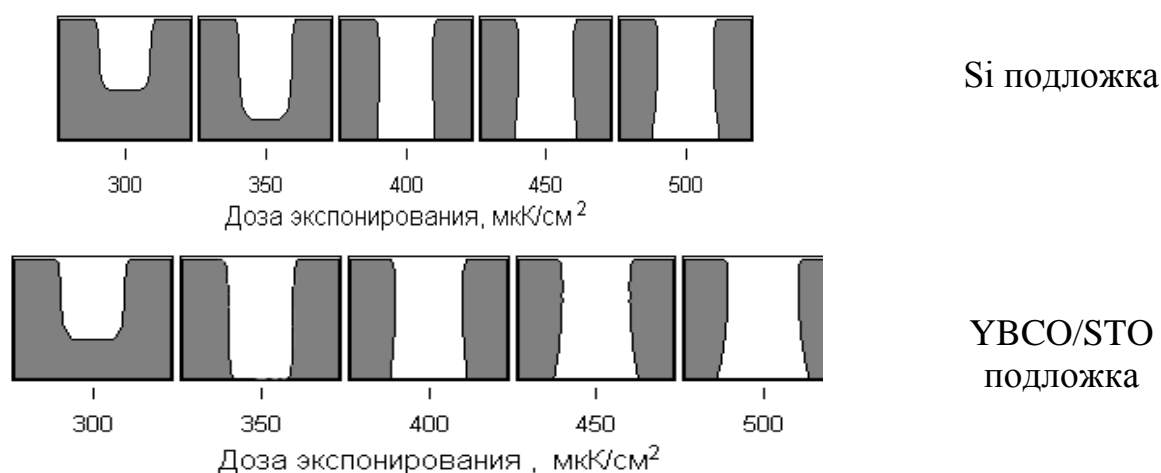 Si подложка
300 350 400 450 500
Доза экспонирования, мкК/см²
YBCO/STO
подложка
300 350 400 450 500
Доза экспонирования , мкК/см²